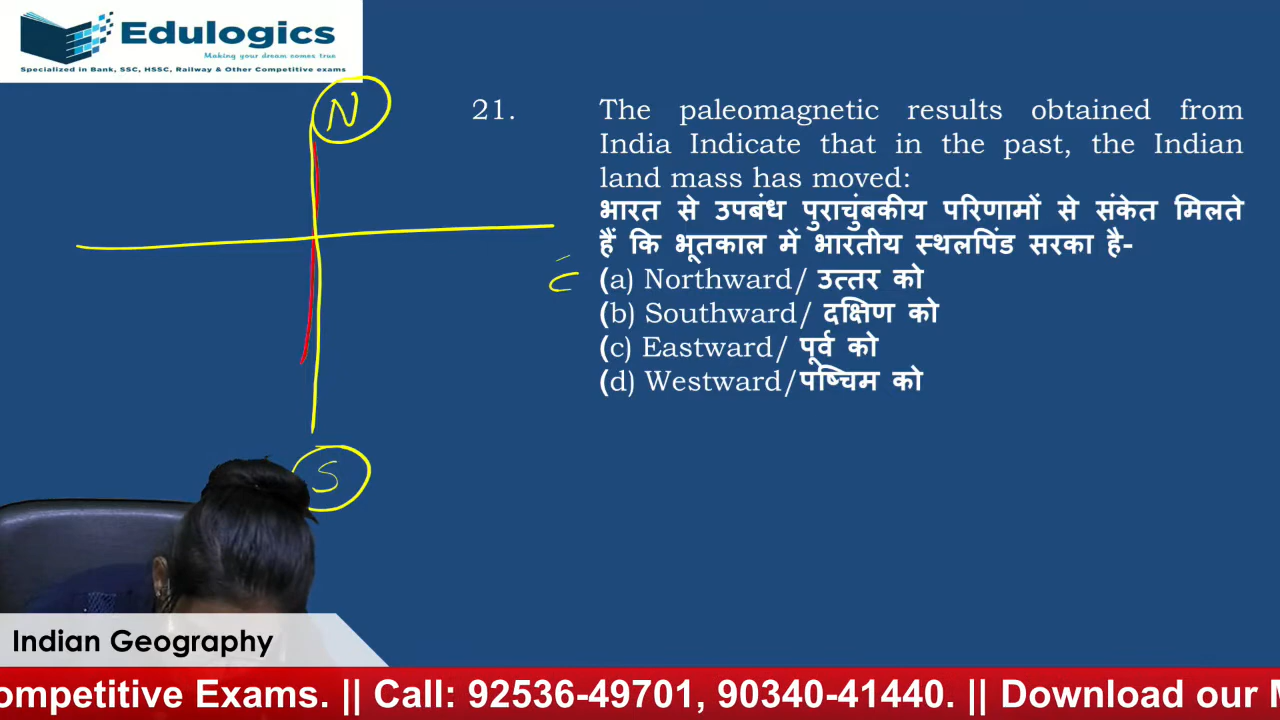 Edulogics
Making your dream comes true
Specialized in Bank, SSC, HSSC, Railway & Other Competitive exams
N
S
21. The paleomagnetic results obtained from
India Indicate that in the past, the Indian
land mass has moved:
भारत से उपबंध पुराचुंबकीय परिणामों से संकेत मिलते
हैं कि भूतकाल में भारतीय स्थलपिंड सरका है-
(a) Northward/ उत्तर को
(b) Southward/ दक्षिण को
(c) Eastward/ पूर्व को
(d) Westward/पष्चिम को
Indian Geography
ompetitive Exams. || Call: 92536-49701, 90340-41440. || Download our M